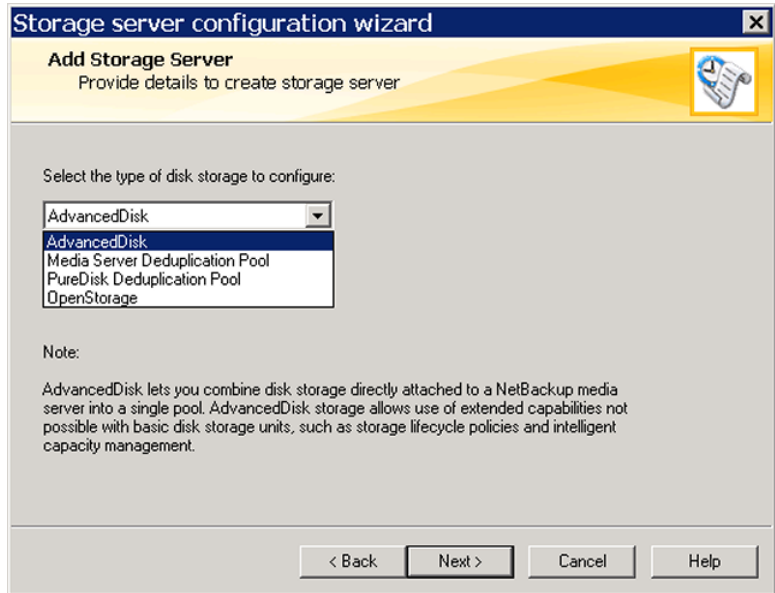 Storage server configuration wizard
Add Storage Server
Provide details to create storage server
Select the type of disk storage to configure:
AdvancedDisk
AdvancedDisk
Media Server Deduplication Pool
PureDisk Deduplication Pool
OpenStorage
Note:
AdvancedDisk lets you combine disk storage directly attached to a NetBackup media
server into a single pool. AdvancedDisk storage allows use of extended capabilities not
possible with basic disk storage units, such as storage lifecycle policies and intelligent
capacity management.
< Back Next > Cancel Help